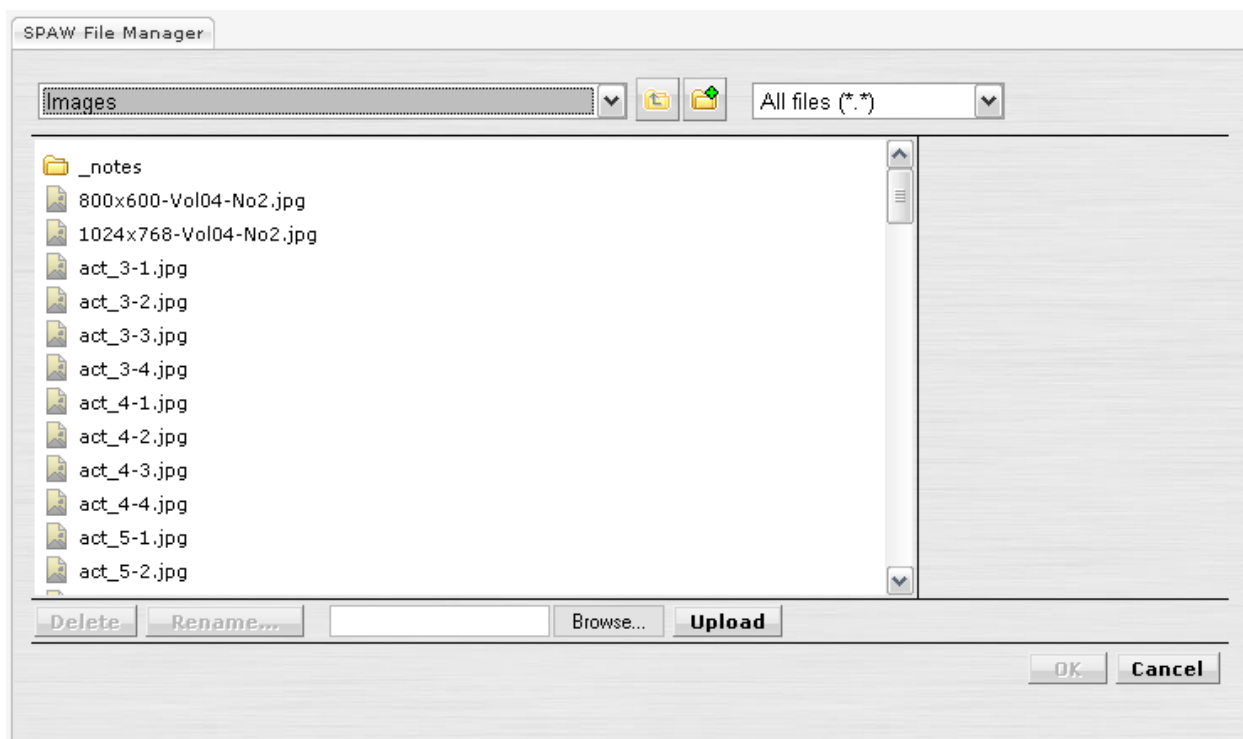 SPAW File Manager
Images
All files (*.*)
_notes
800x600-Vol04-No2.jpg
1024x768-Vol04-No2.jpg
act_3-1.jpg
act_3-2.jpg
act_3-3.jpg
act_3-4.jpg
act_4-1.jpg
act_4-2.jpg
act_4-3.jpg
act_4-4.jpg
act_5-1.jpg
act_5-2.jpg
Delete Rename... Browse... Upload
OK Cancel